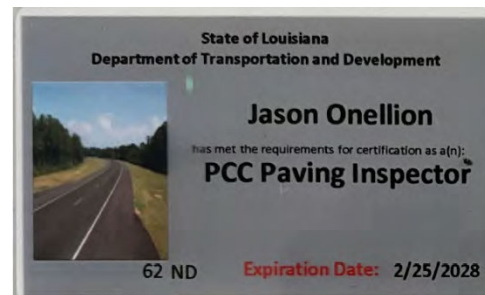 State of Louisiana
Department of Transportation and Development
Jason Onellion
has met the requirements for certification as a(n):
PCC Paving Inspector
62 ND
Expiration Date: 2/25/2028